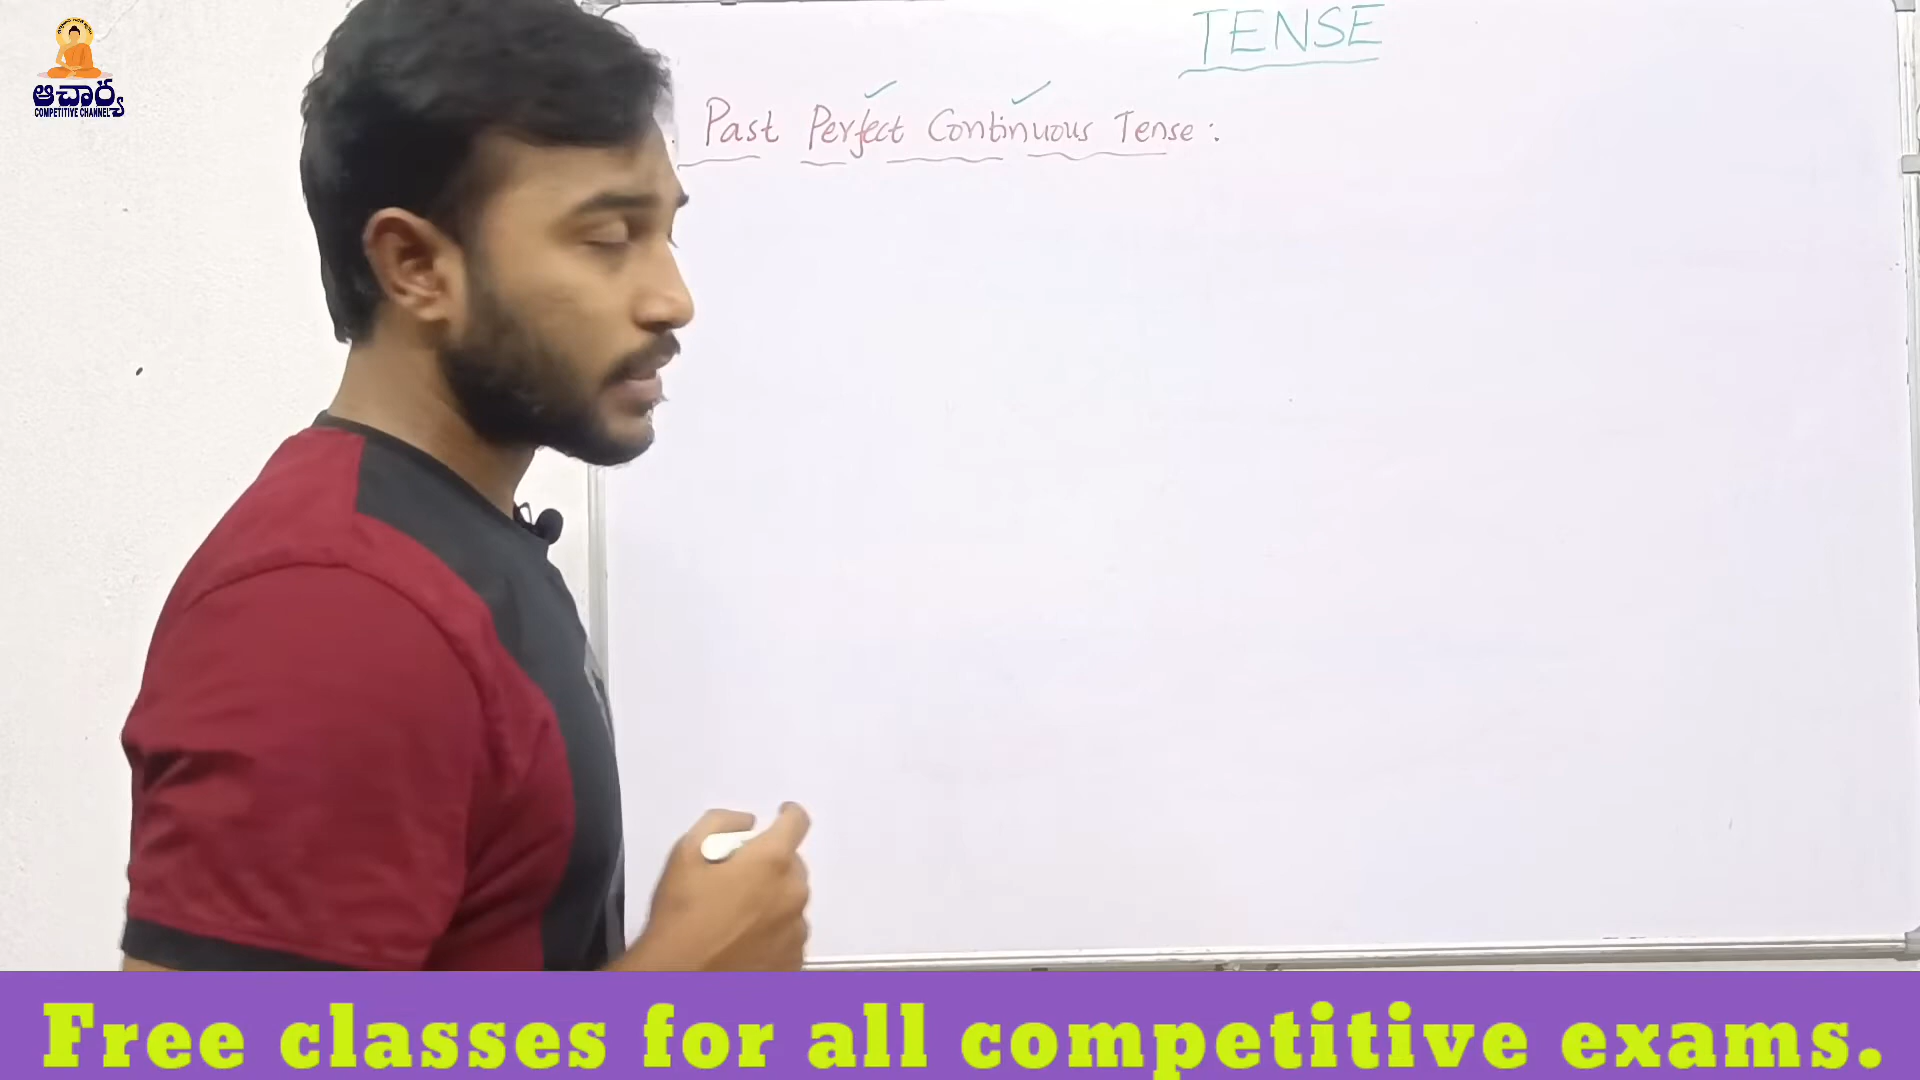 ఆచార్య
COMPETITIVE CHANNEL
TENSE
Past Perfect Continuous Tense :
Free classes for all competitive exams.